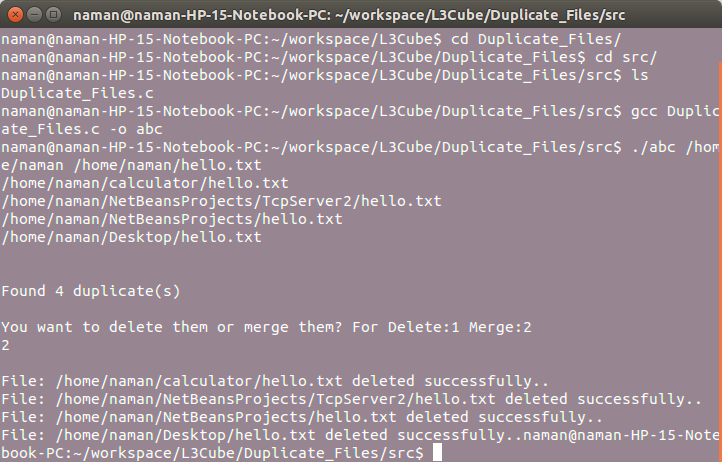 naman@naman-HP-15-Notebook-PC: ~/workspace/L3Cube/Duplicate_Files/src
naman@naman-HP-15-Notebook-PC:~/workspace/L3Cube$ cd Duplicate_Files/
naman@naman-HP-15-Notebook-PC:~/workspace/L3Cube/Duplicate_Files$ cd src/
naman@naman-HP-15-Notebook-PC:~/workspace/L3Cube/Duplicate_Files/src$ ls
Duplicate_Files.c
naman@naman-HP-15-Notebook-PC:~/workspace/L3Cube/Duplicate_Files/src$ gcc Duplic
ate_Files.c -o abc
naman@naman-HP-15-Notebook-PC:~/workspace/L3Cube/Duplicate_Files/src$ ./abc /hom
e/naman /home/naman/hello.txt
/home/naman/calculator/hello.txt
/home/naman/NetBeansProjects/TcpServer2/hello.txt
/home/naman/NetBeansProjects/hello.txt
/home/naman/Desktop/hello.txt
Found 4 duplicate(s)
You want to delete them or merge them? For Delete:1 Merge:2
2
File: /home/naman/calculator/hello.txt deleted successfully..
File: /home/naman/NetBeansProjects/TcpServer2/hello.txt deleted successfully..
File: /home/naman/NetBeansProjects/hello.txt deleted successfully..
File: /home/naman/Desktop/hello.txt deleted successfully..naman@naman-HP-15-Note
book-PC:~/workspace/L3Cube/Duplicate_Files/src$